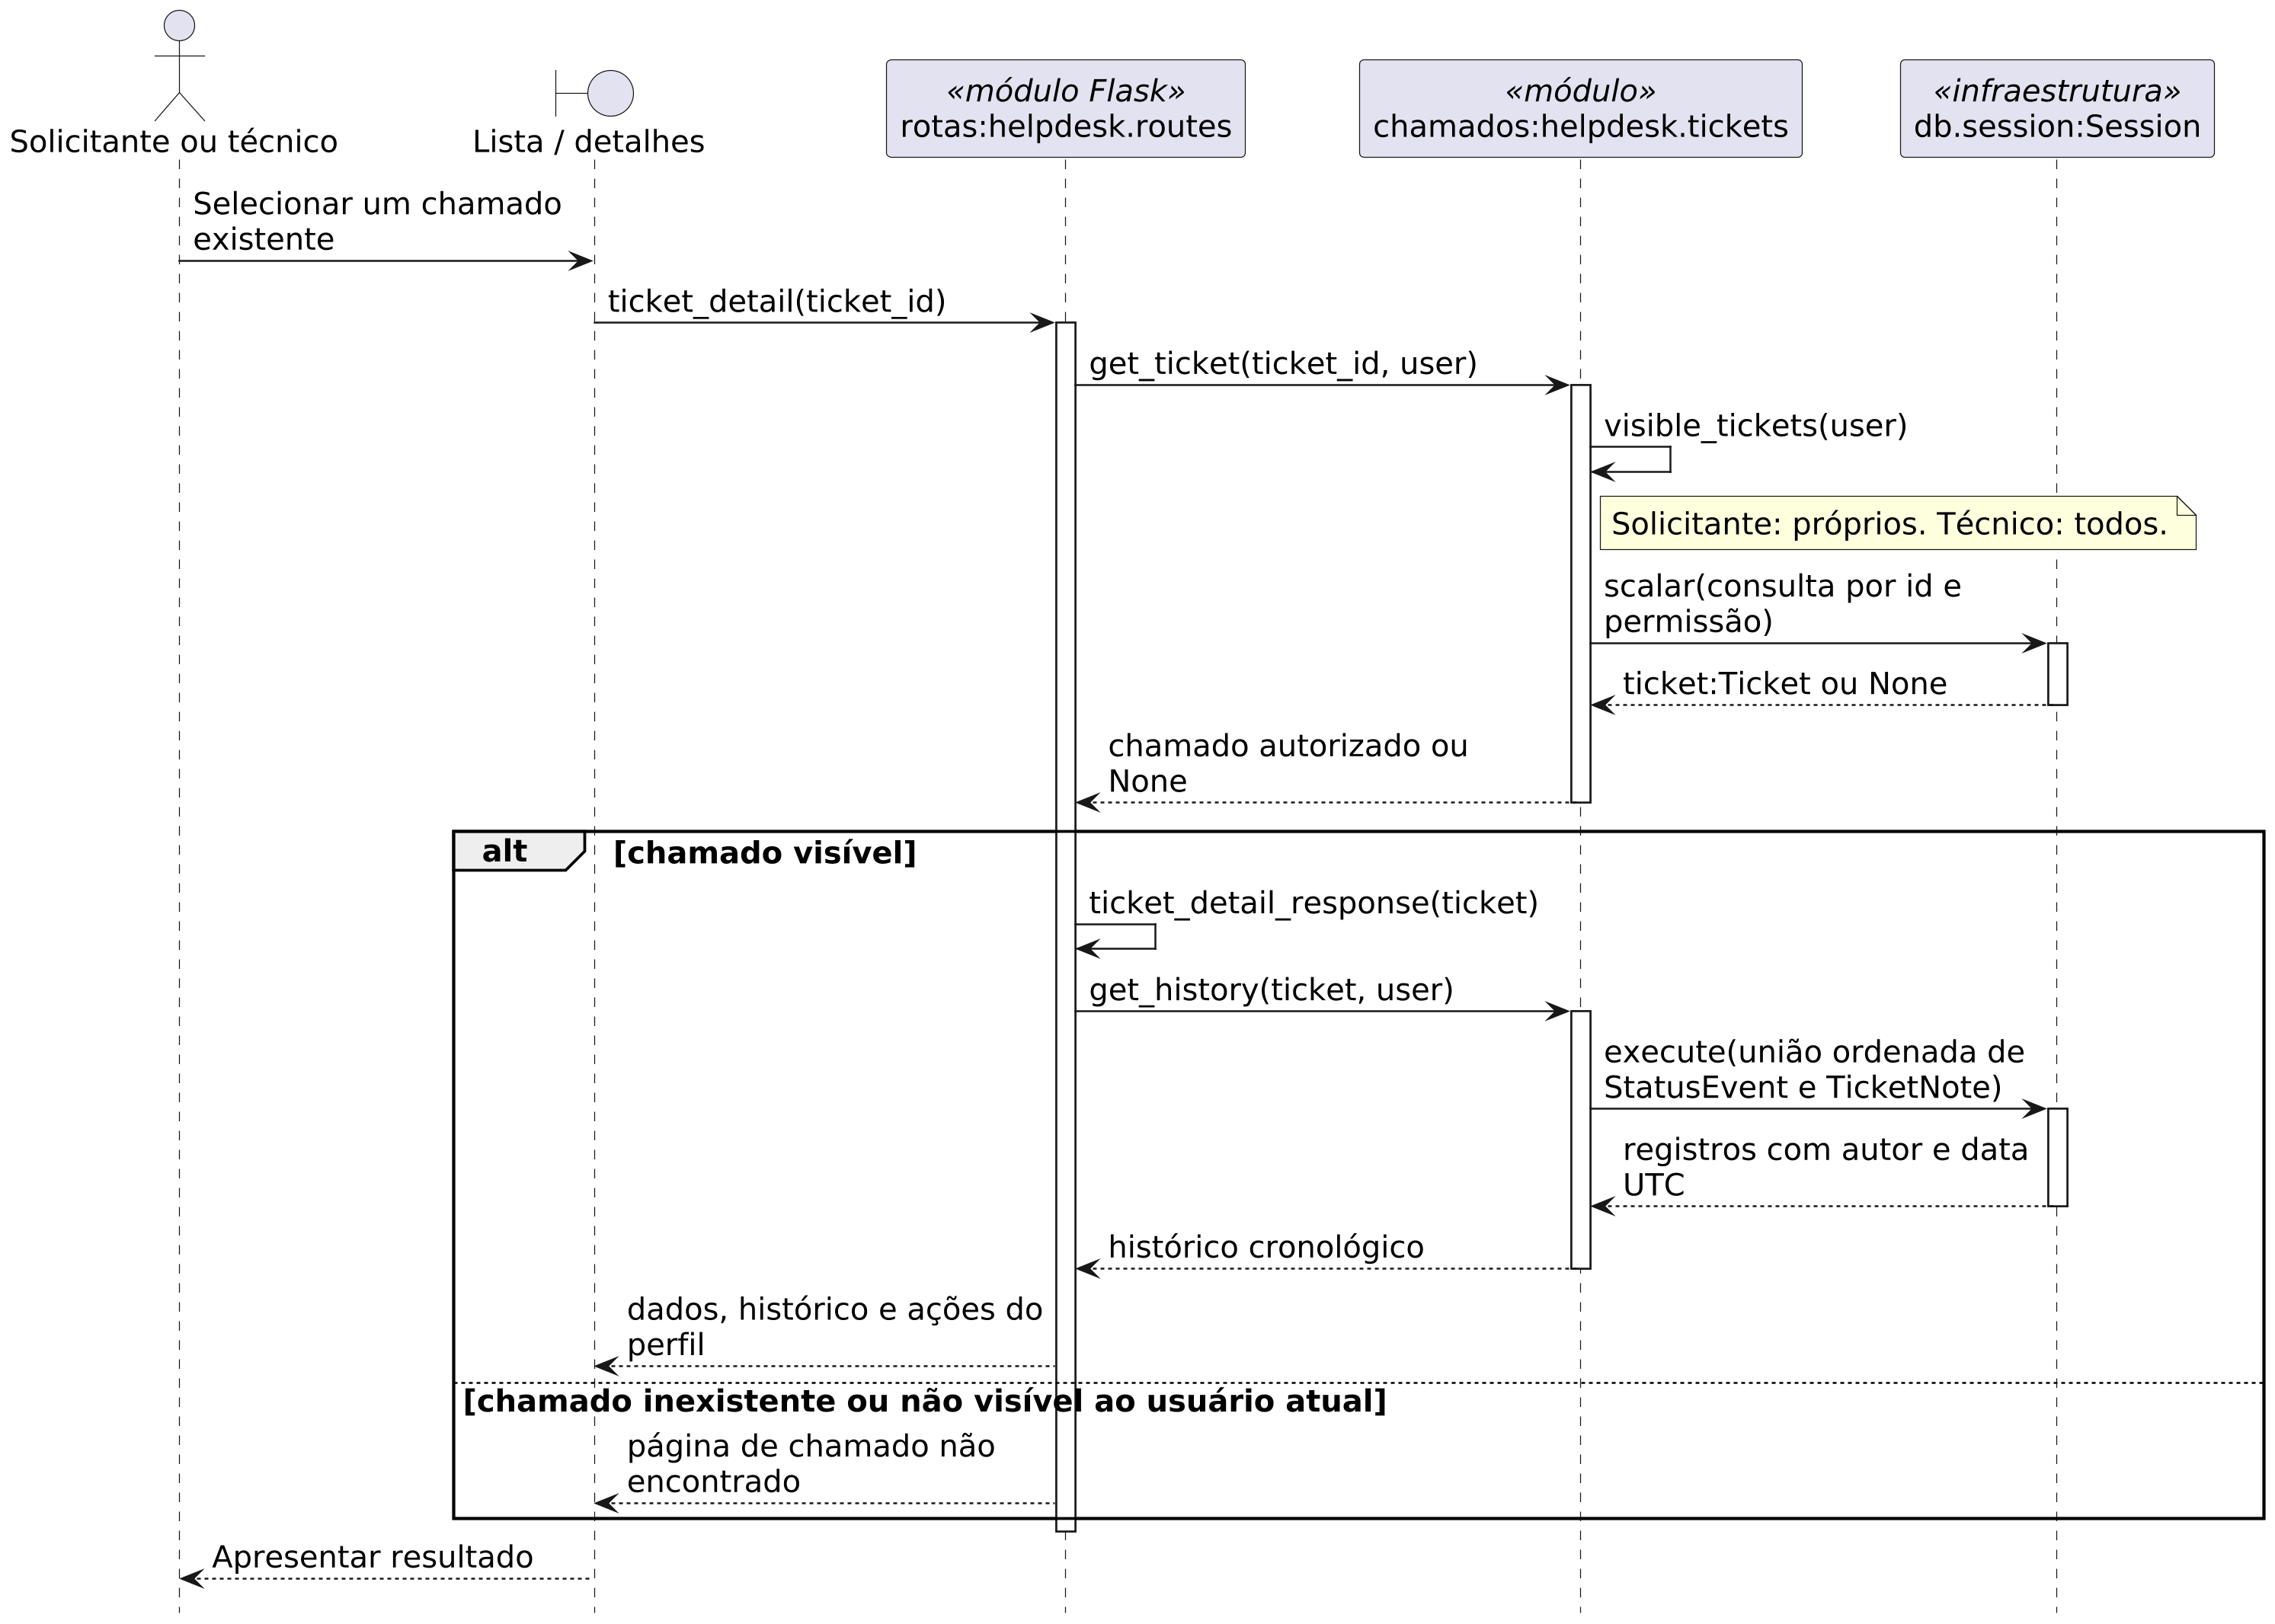 Solicitante ou técnico
Lista / detalhes
«módulo Flask»
rotas:helpdesk.routes
«módulo»
chamados:helpdesk.tickets
«infraestrutura»
db.session:Session
Selecionar um chamado
existente
ticket_detail(ticket_id)
get_ticket(ticket_id, user)
visible_tickets(user)
Solicitante: próprios. Técnico: todos.
scalar(consulta por id e
permissão)
ticket:Ticket ou None
chamado autorizado ou
None
alt
[chamado visível]
ticket_detail_response(ticket)
get_history(ticket, user)
execute(união ordenada de
StatusEvent e TicketNote)
registros com autor e data
UTC
histórico cronológico
dados, histórico e ações do
perfil
[chamado inexistente ou não visível ao usuário atual]
página de chamado não
encontrado
Apresentar resultado